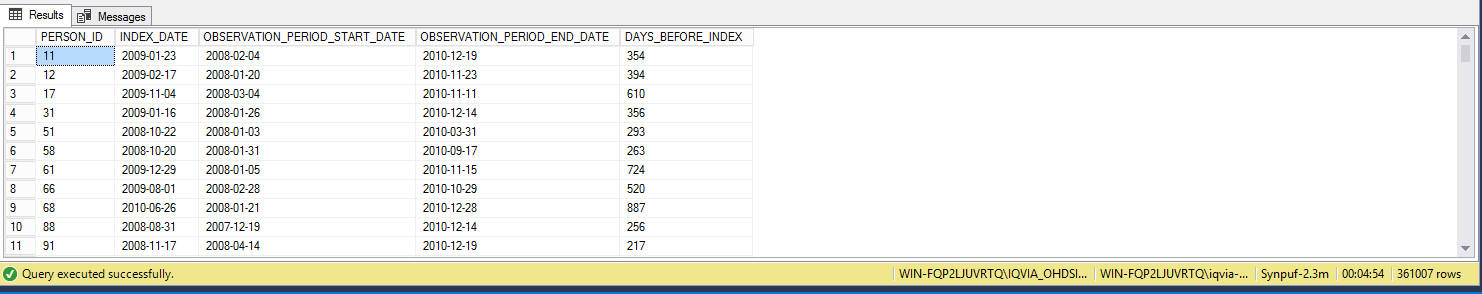 Results Messages
PERSON_ID INDEX_DATE OBSERVATION_PERIOD_START_DATE OBSERVATION_PERIOD_END_DATE DAYS_BEFORE_INDEX
1 11 2009-01-23 2008-02-04 2010-12-19 354
2 12 2009-02-17 2008-01-20 2010-11-23 394
3 17 2009-11-04 2008-03-04 2010-11-11 610
4 31 2009-01-16 2008-01-26 2010-12-14 356
5 51 2008-10-22 2008-01-03 2010-03-31 293
6 58 2008-10-20 2008-01-31 2010-09-17 263
7 61 2009-12-29 2008-01-05 2010-11-15 724
8 66 2009-08-01 2008-02-28 2010-10-29 520
9 68 2010-06-26 2008-01-21 2010-12-28 887
10 88 2008-08-31 2007-12-19 2010-12-14 256
11 91 2008-11-17 2008-04-14 2010-12-19 217
Query executed successfully. WIN-FQP2LJUVRTQ\IQVIA_OHDSI... WIN-FQP2LJUVRTQ\iqvia-... Synpuf-2.3m 00:04:54 361007 rows